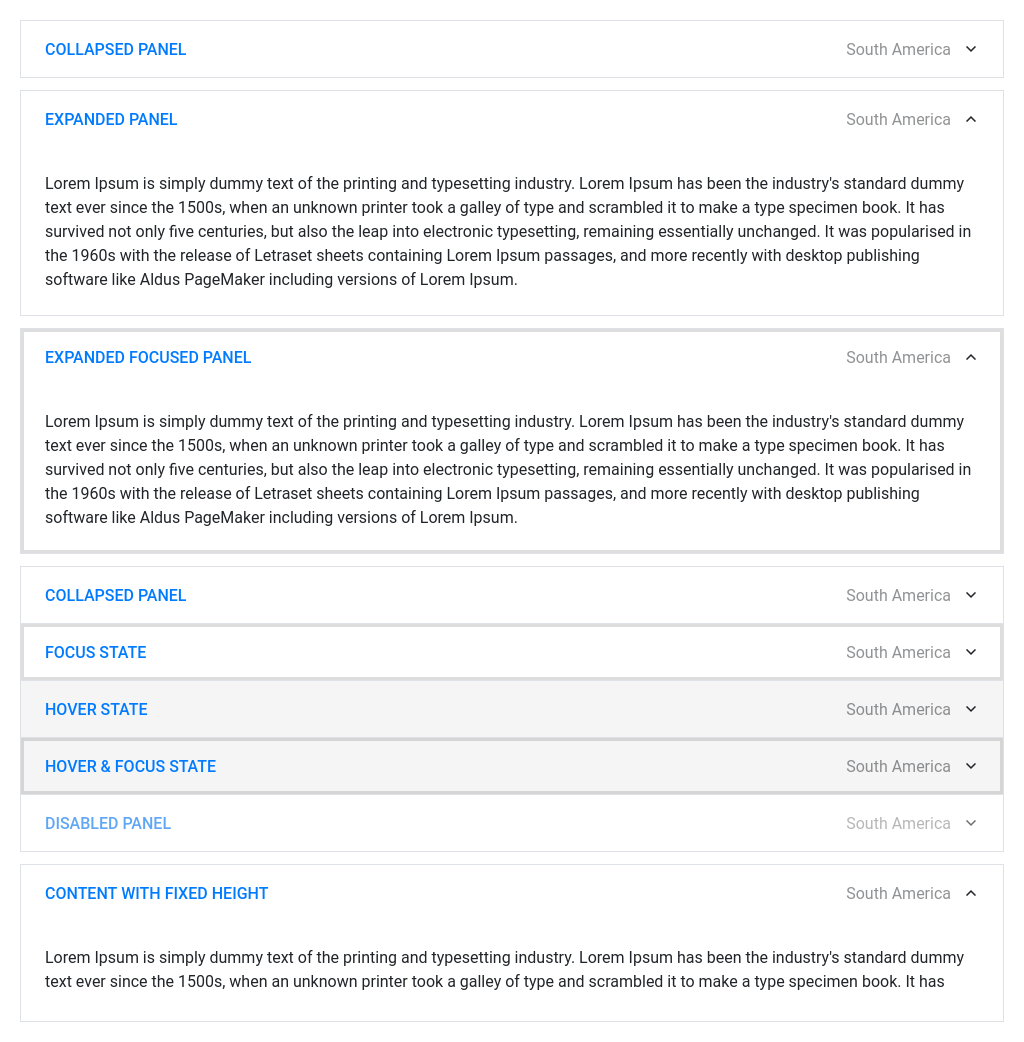 COLLAPSED PANEL South America
EXPANDED PANEL South America
Lorem Ipsum is simply dummy text of the printing and typesetting industry. Lorem Ipsum has been the industry's standard dummy
text ever since the 1500s, when an unknown printer took a galley of type and scrambled it to make a type specimen book. It has
survived not only five centuries, but also the leap into electronic typesetting, remaining essentially unchanged. It was popularised in
the 1960s with the release of Letraset sheets containing Lorem Ipsum passages, and more recently with desktop publishing
software like Aldus PageMaker including versions of Lorem Ipsum.
EXPANDED FOCUSED PANEL South America
Lorem Ipsum is simply dummy text of the printing and typesetting industry. Lorem Ipsum has been the industry's standard dummy
text ever since the 1500s, when an unknown printer took a galley of type and scrambled it to make a type specimen book. It has
survived not only five centuries, but also the leap into electronic typesetting, remaining essentially unchanged. It was popularised in
the 1960s with the release of Letraset sheets containing Lorem Ipsum passages, and more recently with desktop publishing
software like Aldus PageMaker including versions of Lorem Ipsum.
COLLAPSED PANEL South America
FOCUS STATE South America
HOVER STATE South America
HOVER & FOCUS STATE South America
DISABLED PANEL South America
CONTENT WITH FIXED HEIGHT South America
Lorem Ipsum is simply dummy text of the printing and typesetting industry. Lorem Ipsum has been the industry's standard dummy
text ever since the 1500s, when an unknown printer took a galley of type and scrambled it to make a type specimen book. It has